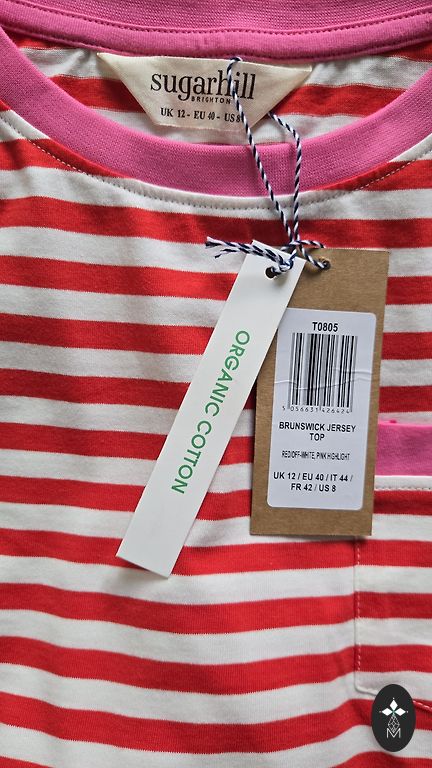 sugarhill
BRIGHTON
UK 12 - EU 40 - US 8
ORGANIC COTTON
T0805
5 056631 426424
BRUNSWICK JERSEY
TOP
RED/OFF-WHITE, PINK HIGHLIGHT
UK 12 / EU 40 / IT 44 /
FR 42 / US 8